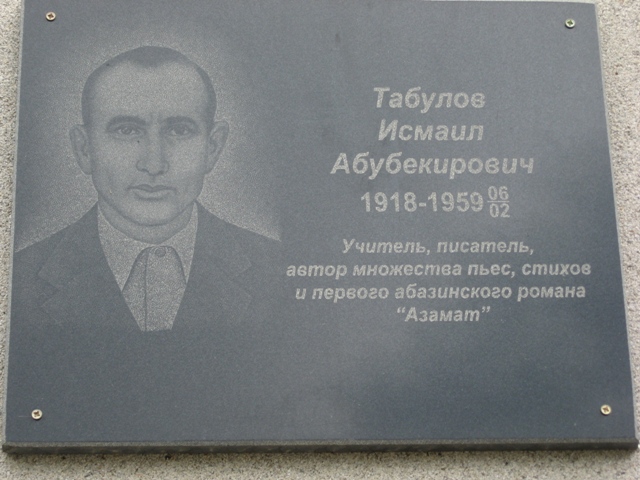 Табулов
Исмаил
Абубекирович
1918-1959 06/02
Учитель, писатель,
автор множества пьес, стихов
и первого абазинского романа
“Азамат”